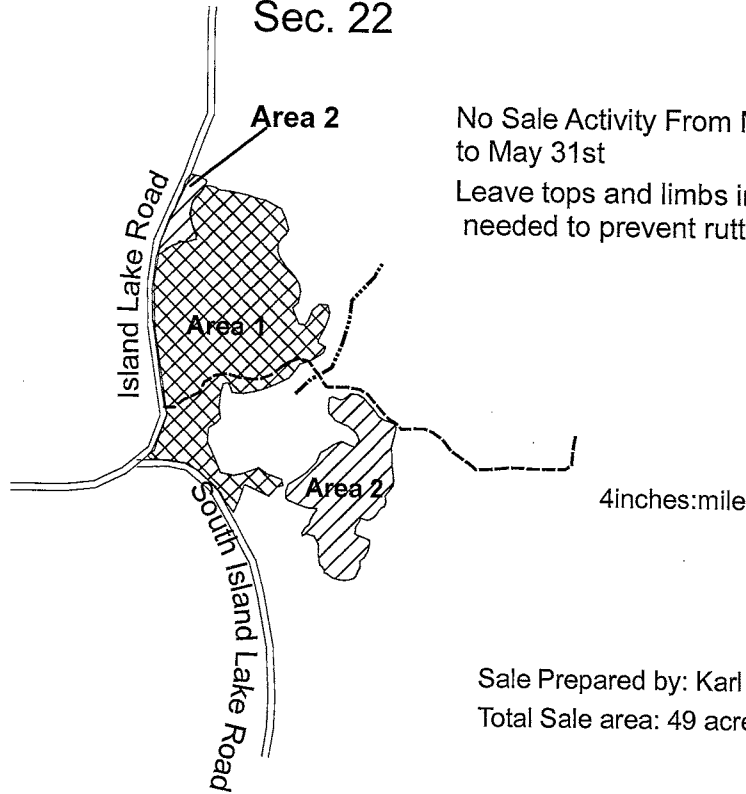 Sec. 22
Area 2
No Sale Activity From
to May 31st
Leave tops and limbs
needed to prevent
Island Lake Road
Area 1
Area 2
4inches:mile
South Island Lake Road
Sale Prepared by: Karl
Total Sale area: 49